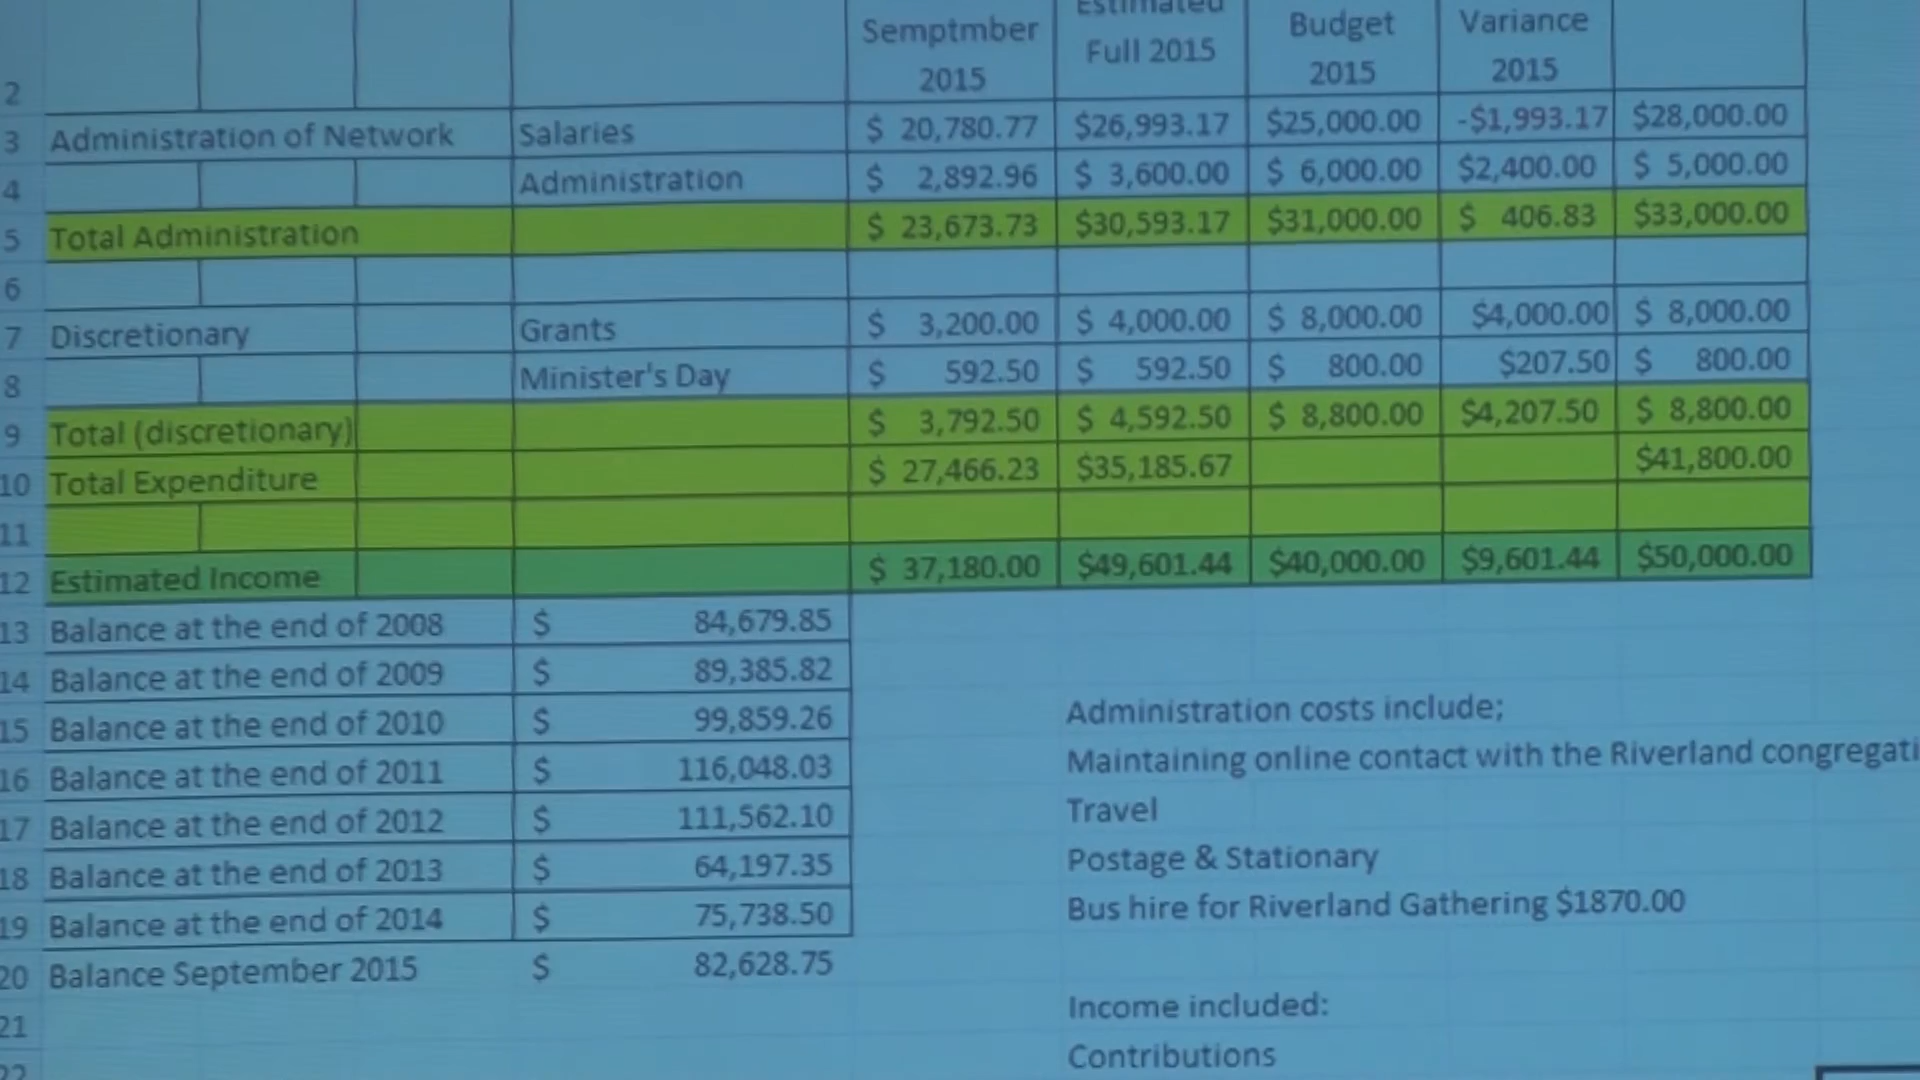 Semptmber 2015 Estimated Full 2015 Budget 2015 Variance 2015
2
3 Administration of Network Salaries $ 20,780.77 $26,993.17 $25,000.00 -$1,993.17 $28,000.00
4 Administration $ 2,892.96 $ 3,600.00 $ 6,000.00 $2,400.00 $ 5,000.00
5 Total Administration $ 23,673.73 $30,593.17 $31,000.00 $ 406.83 $33,000.00
6
7 Discretionary Grants $ 3,200.00 $ 4,000.00 $ 8,000.00 $4,000.00 $ 8,000.00
8 Minister's Day $ 592.50 $ 592.50 $ 800.00 $207.50 $ 800.00
9 Total (discretionary) $ 3,792.50 $ 4,592.50 $ 8,800.00 $4,207.50 $ 8,800.00
10 Total Expenditure $ 27,466.23 $35,185.67 $41,800.00
11
12 Estimated Income $ 37,180.00 $49,601.44 $40,000.00 $9,601.44 $50,000.00
13 Balance at the end of 2008 $ 84,679.85
14 Balance at the end of 2009 $ 89,385.82
15 Balance at the end of 2010 $ 99,859.26 Administration costs include;
16 Balance at the end of 2011 $ 116,048.03 Maintaining online contact with the Riverland congregati
17 Balance at the end of 2012 $ 111,562.10 Travel
18 Balance at the end of 2013 $ 64,197.35 Postage & Stationary
19 Balance at the end of 2014 $ 75,738.50 Bus hire for Riverland Gathering $1870.00
20 Balance September 2015 $ 82,628.75
21 Income included:
22 Contributions